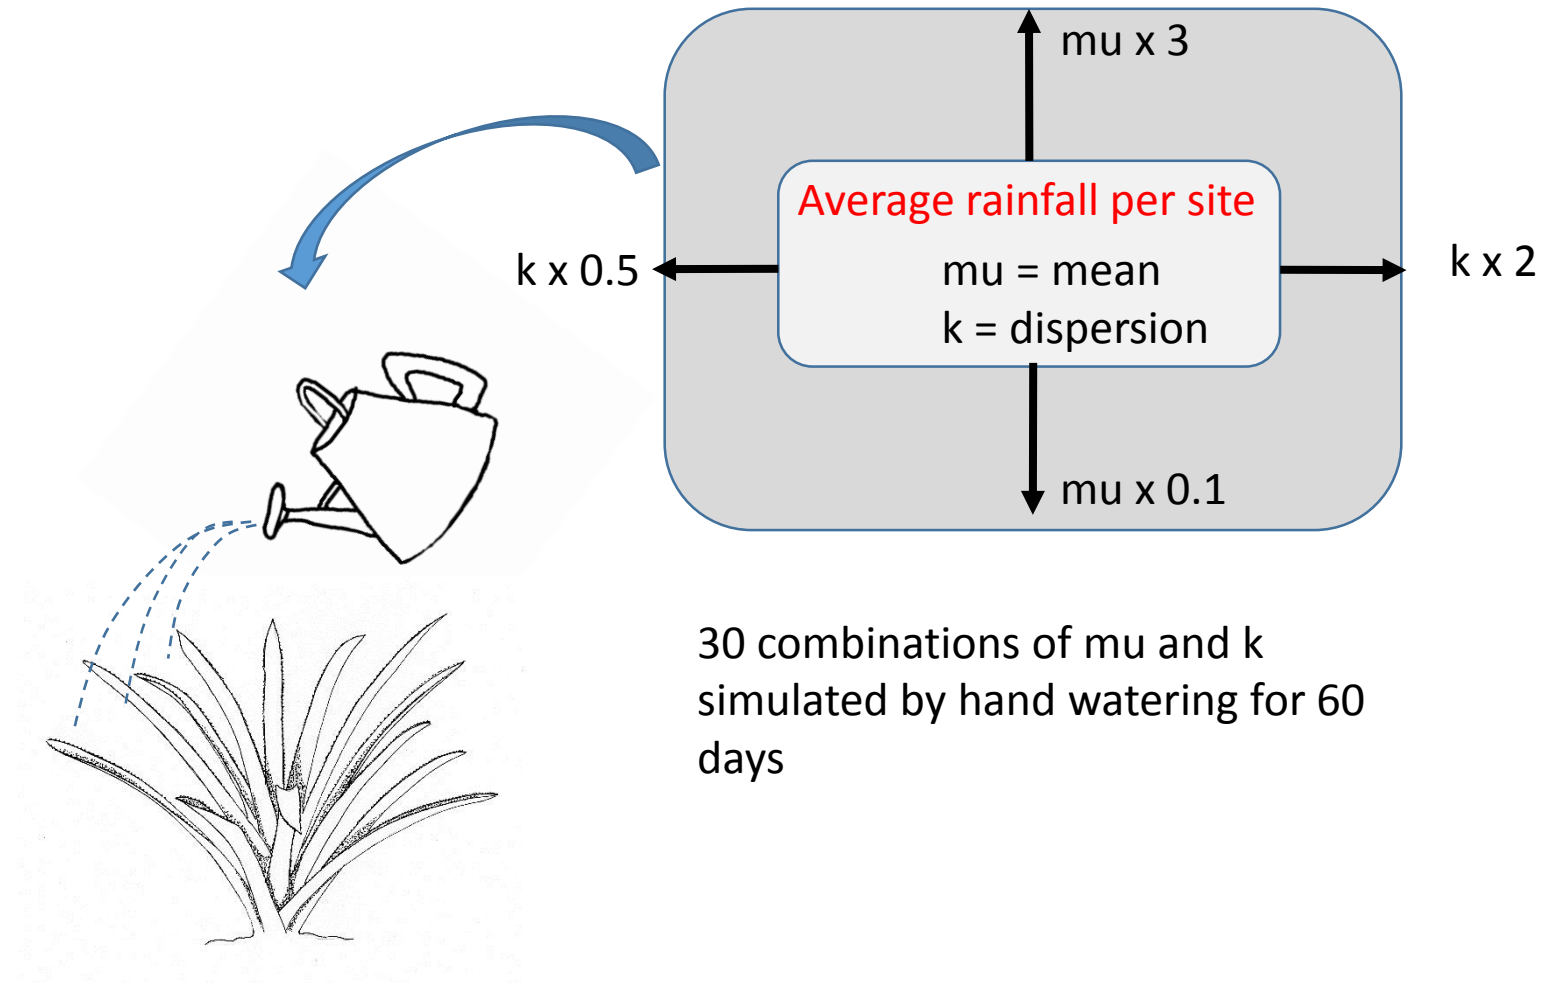 mu x 3
Average rainfall per site
mu = mean
k = dispersion
k x 0.5
k x 2
mu x 0.1
30 combinations of mu and k
simulated by hand watering for 60
days